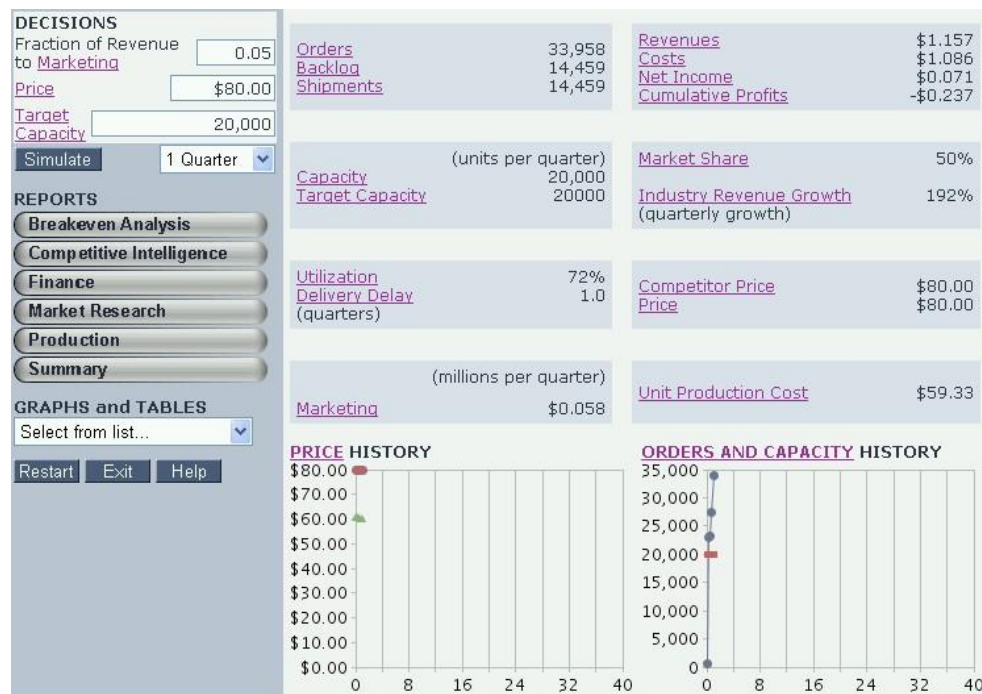 DECISIONS
Fraction of Revenue
to Marketing
0.05
Price
$80.00
Target
Capacity
20,000
Simulate
1 Quarter
REPORTS
Breakeven Analysis
Competitive Intelligence
Finance
Market Research
Production
Summary
GRAPHS and TABLES
Select from list...
Restart Exit Help
Orders 33,958
Backlog 14,459
Shipments 14,459
Revenues $1.157
Costs $1.086
Net Income $0.071
Cumulative Profits -$0.237
(units per quarter)
Capacity 20,000
Target Capacity 20000
Market Share 50%
Industry Revenue Growth 192%
(quarterly growth)
Utilization 72%
Delivery Delay 1.0
(quarters)
Competitor Price $80.00
Price $80.00
(millions per quarter)
Marketing $0.058
Unit Production Cost $59.33
PRICE HISTORY
$80.00
$70.00
$60.00
$50.00
$40.00
$30.00
$20.00
$10.00
$0.00
0 8 16 24 32 40
ORDERS AND CAPACITY HISTORY
35,000
30,000
25,000
20,000
15,000
10,000
5,000
0
0 8 16 24 32 40